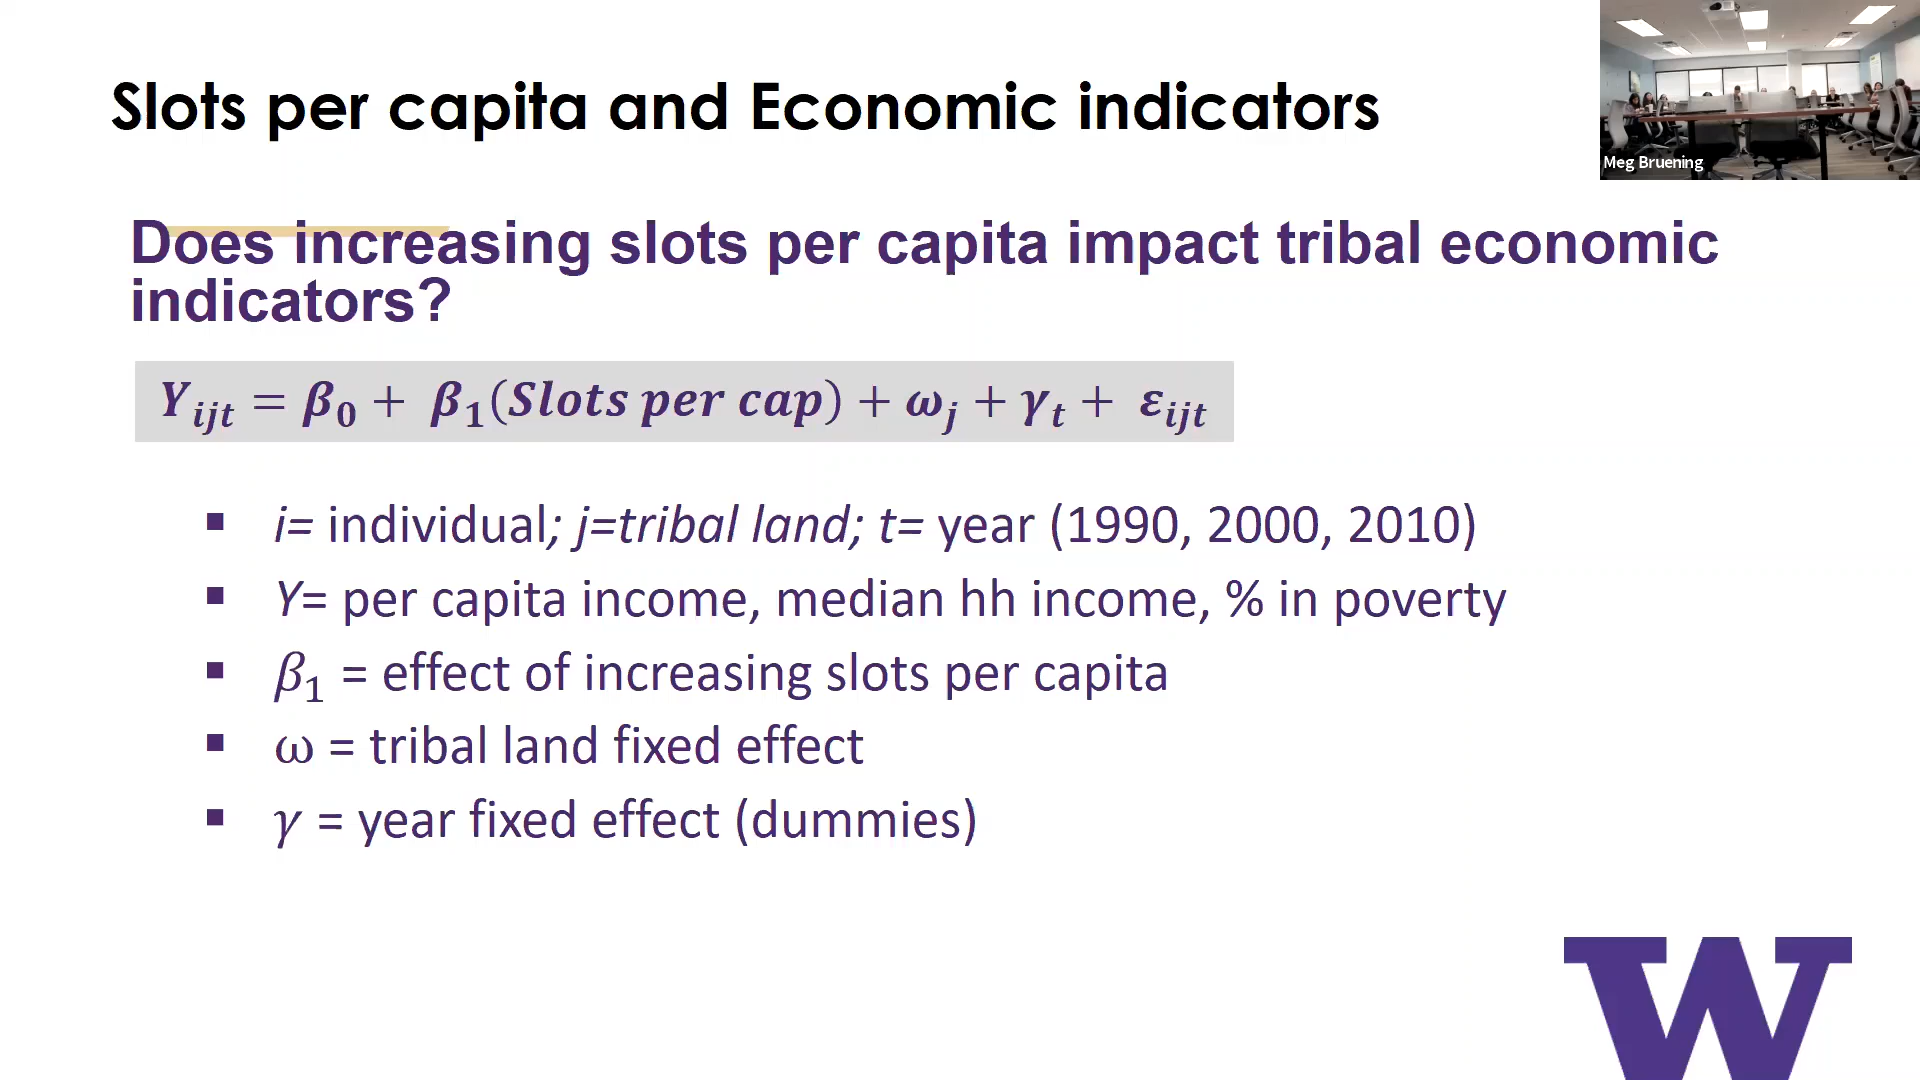 Slots per capita and Economic indicators
Meg Bruening
Does increasing slots per capita impact tribal economic
indicators?
Y_ijt = β_0 + β_1(Slots per cap) + ω_j + γ_t + ε_ijt
▪ i= individual; j=tribal land; t= year (1990, 2000, 2010)
▪ Y= per capita income, median hh income, % in poverty
▪ β_1 = effect of increasing slots per capita
▪ ω = tribal land fixed effect
▪ γ = year fixed effect (dummies)
W